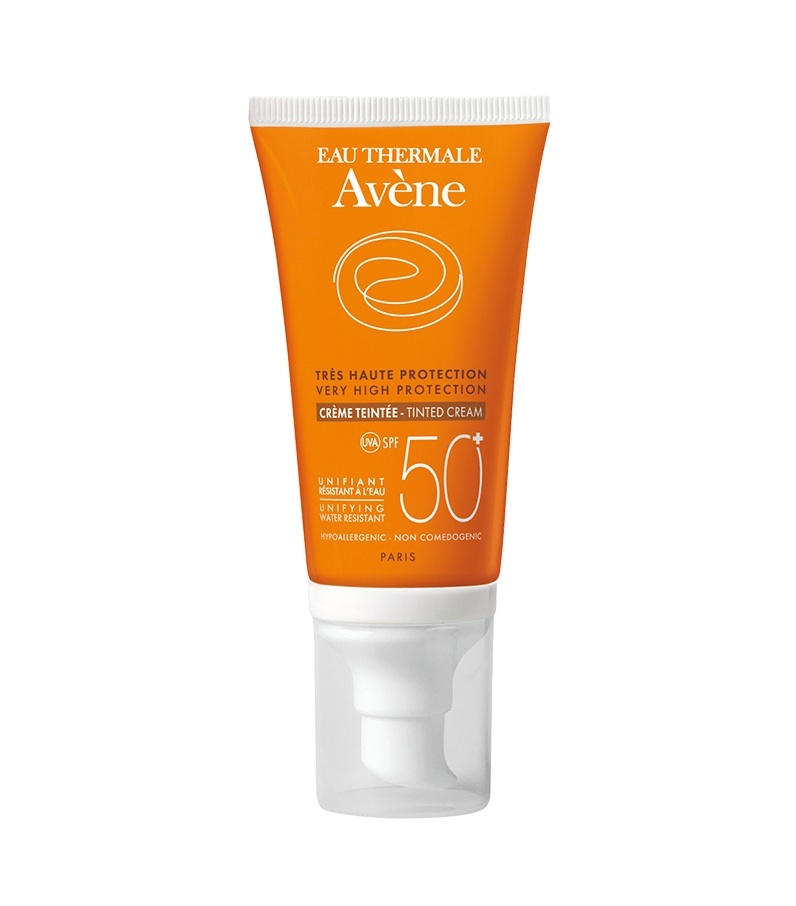 EAU THERMALE
Avène
TRÈS HAUTE PROTECTION
VERY HIGH PROTECTION
CRÈME TEINTÉE - TINTED CREAM
UVA SPF 50+
UNIFIANT
RÉSISTANT À L'EAU
UNIFYING
WATER RESISTANT
HYPOALLERGENIC - NON COMEDOGENIC
PARIS